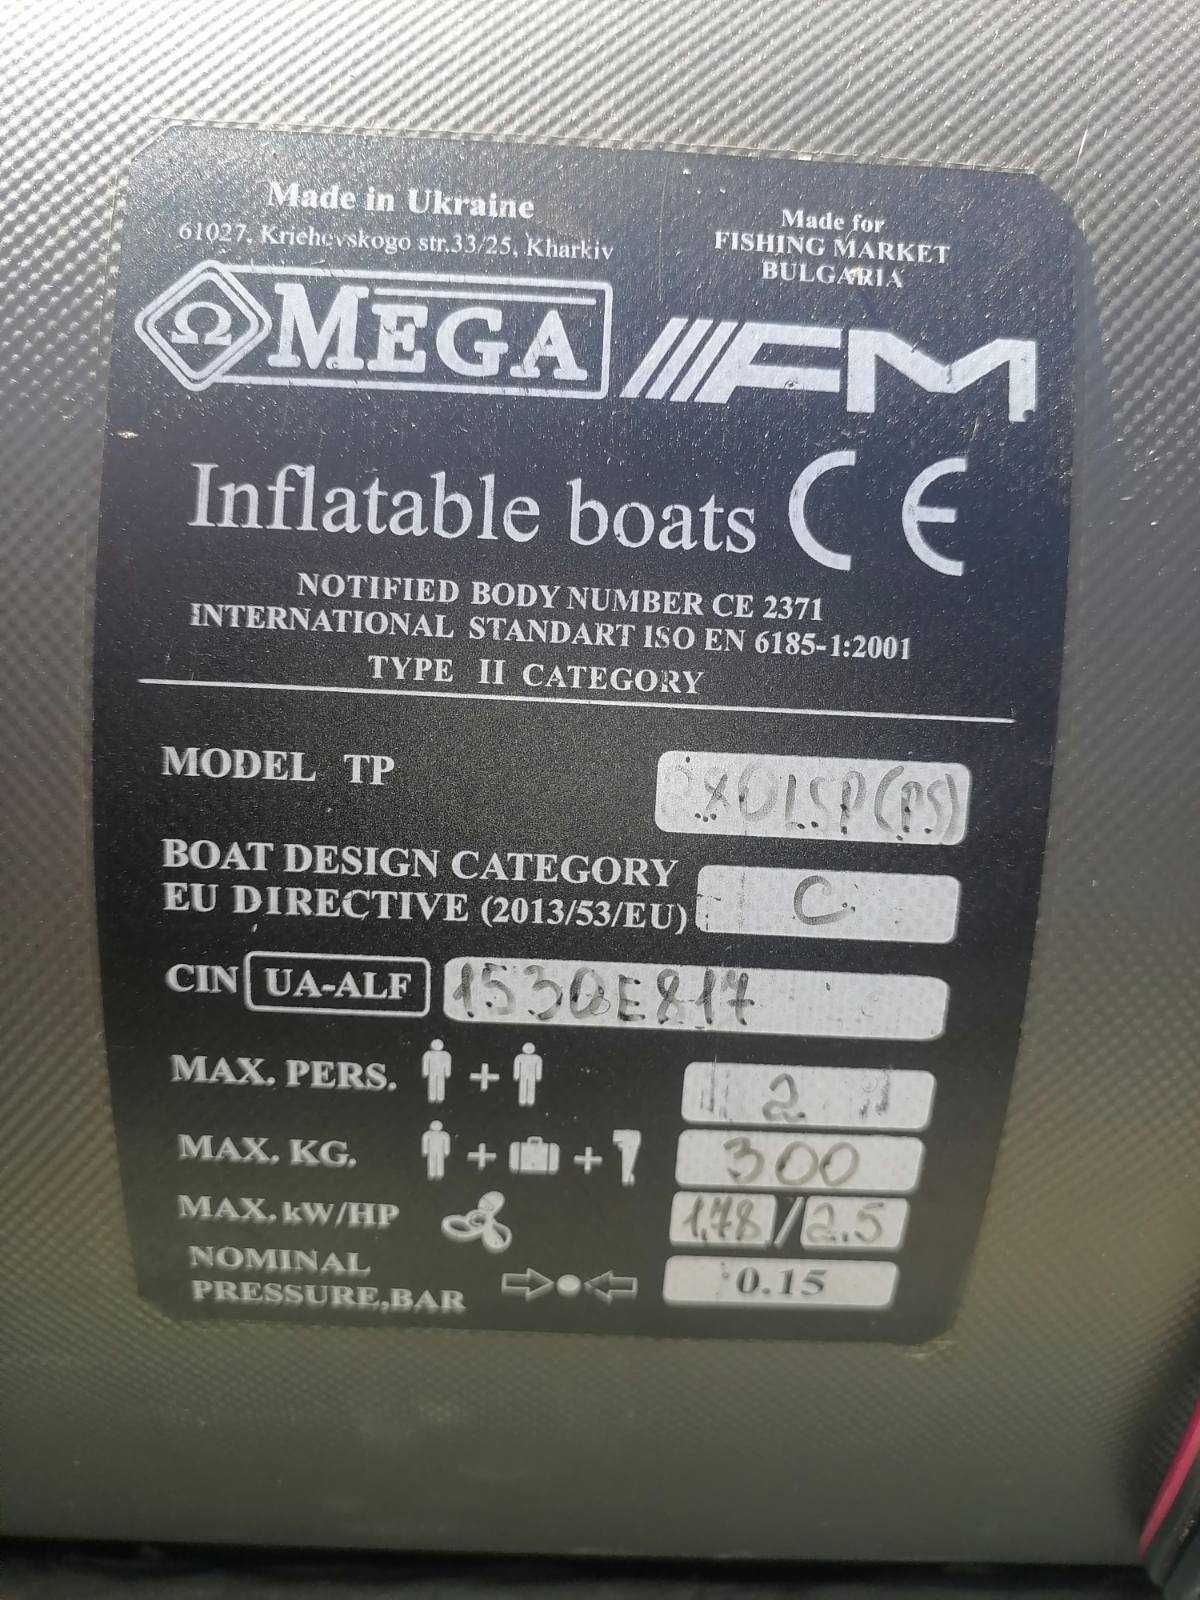 Made in Ukraine
61027, Krichevskogo str.33/25, Kharkiv
Made for
FISHING MARKET
BULGARIA
Ω MEGA
FM
Inflatable boats CE
NOTIFIED BODY NUMBER CE 2371
INTERNATIONAL STANDART ISO EN 6185-1:2001
TYPE II CATEGORY
MODEL TP
BOAT DESIGN CATEGORY
EU DIRECTIVE (2013/53/EU) C
CIN UA-ALF
MAX. PERS. + 2
MAX. KG. + + 300
MAX. kW/HP 1,78 / 2.5
NOMINAL
PRESSURE,BAR 0.15